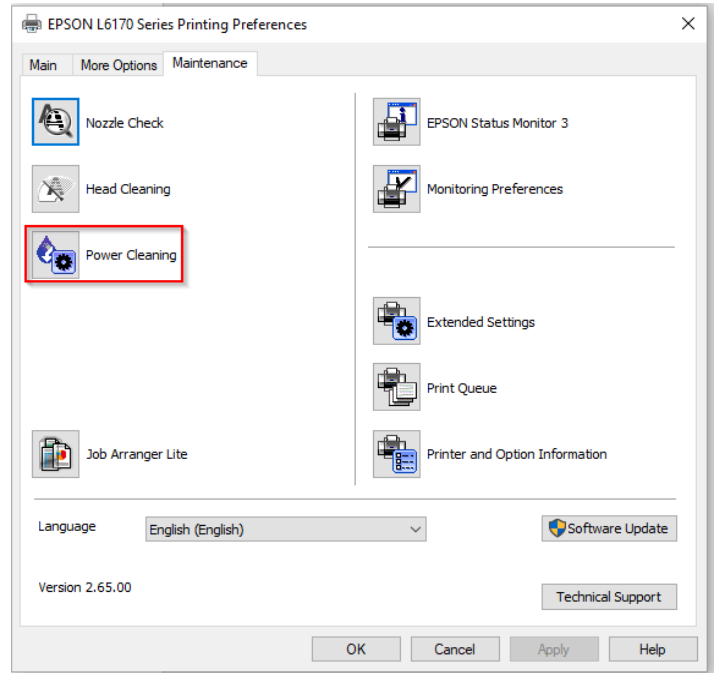 EPSON L6170 Series Printing Preferences
Main More Options Maintenance
Nozzle Check
Head Cleaning
Power Cleaning
Job Arranger Lite
EPSON Status Monitor 3
Monitoring Preferences
Extended Settings
Print Queue
Printer and Option Information
Language English (English) Software Update
Version 2.65.00
Technical Support
OK Cancel Apply Help